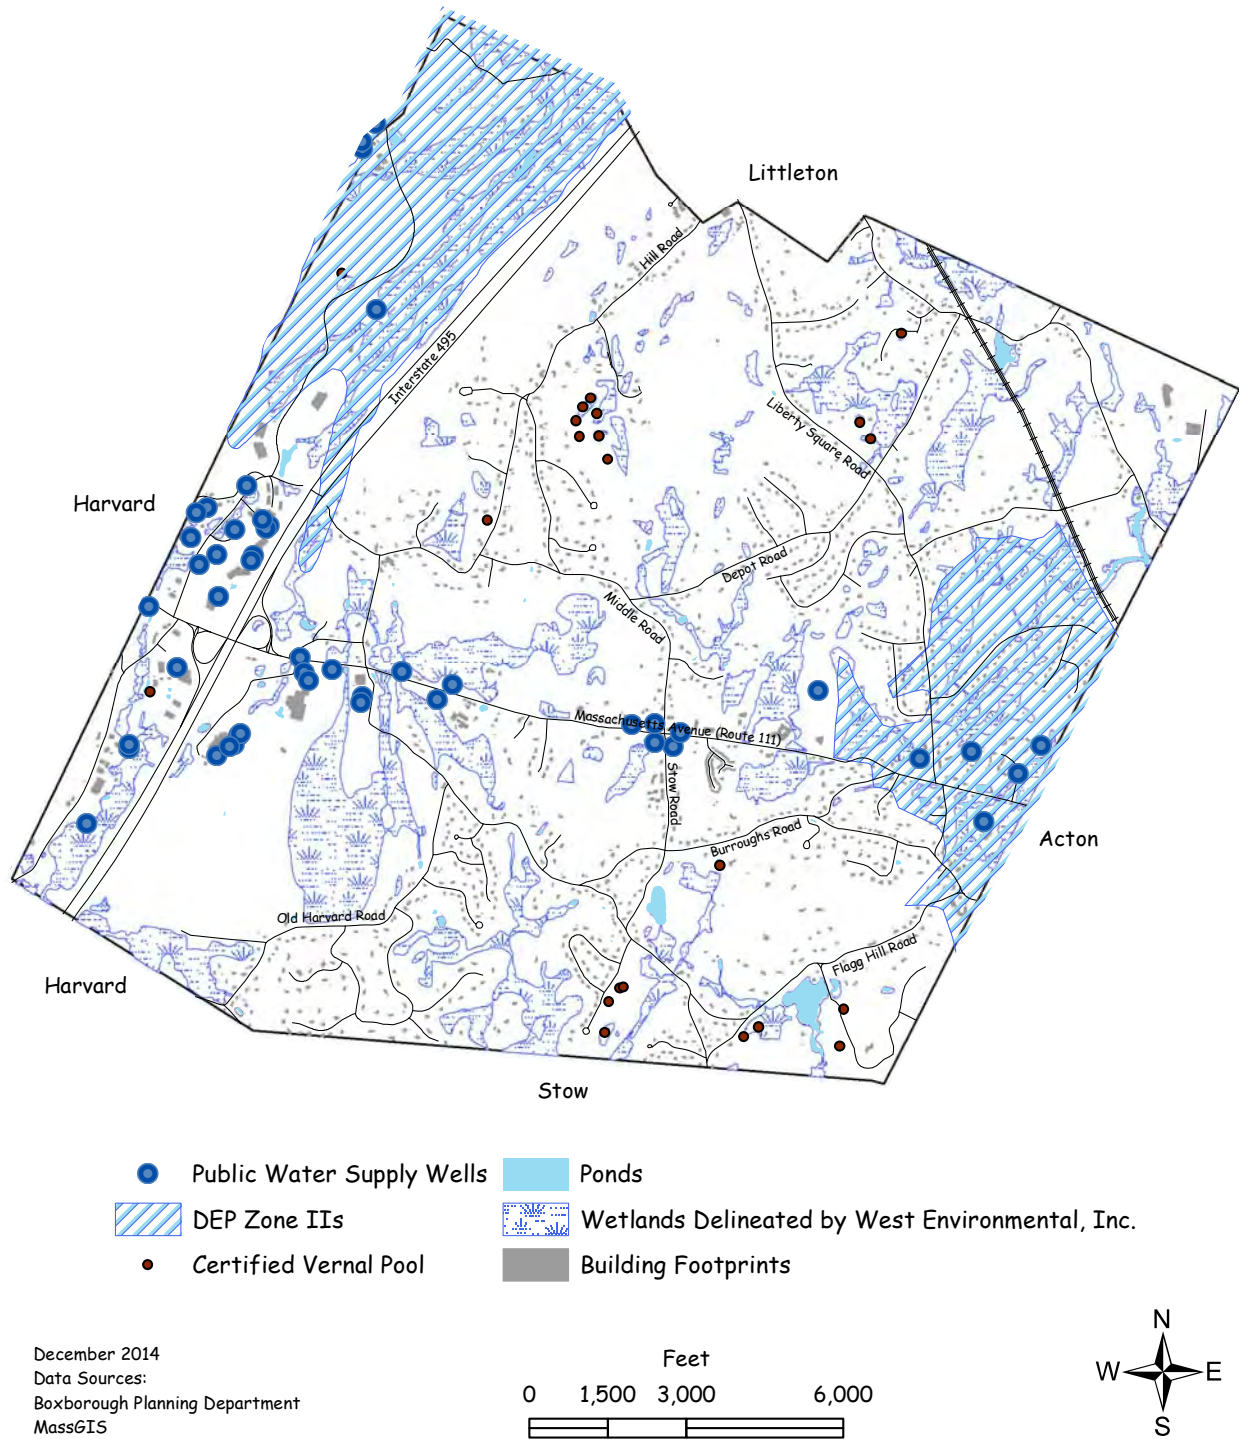 Littleton
Hill Road
Interstate 495
Liberty Square Road
Harvard
Depot Road
Middle Road
Massachusetts Avenue (Route 111)
Stow Road
Burroughs Road
Acton
Old Harvard Road
Flagg Hill Road
Harvard
Stow
Public Water Supply Wells
Ponds
DEP Zone IIs
Wetlands Delineated by West Environmental, Inc.
Certified Vernal Pool
Building Footprints
December 2014
Data Sources:
Boxborough Planning Department
MassGIS
Feet
0 1,500 3,000 6,000
N
W E
S